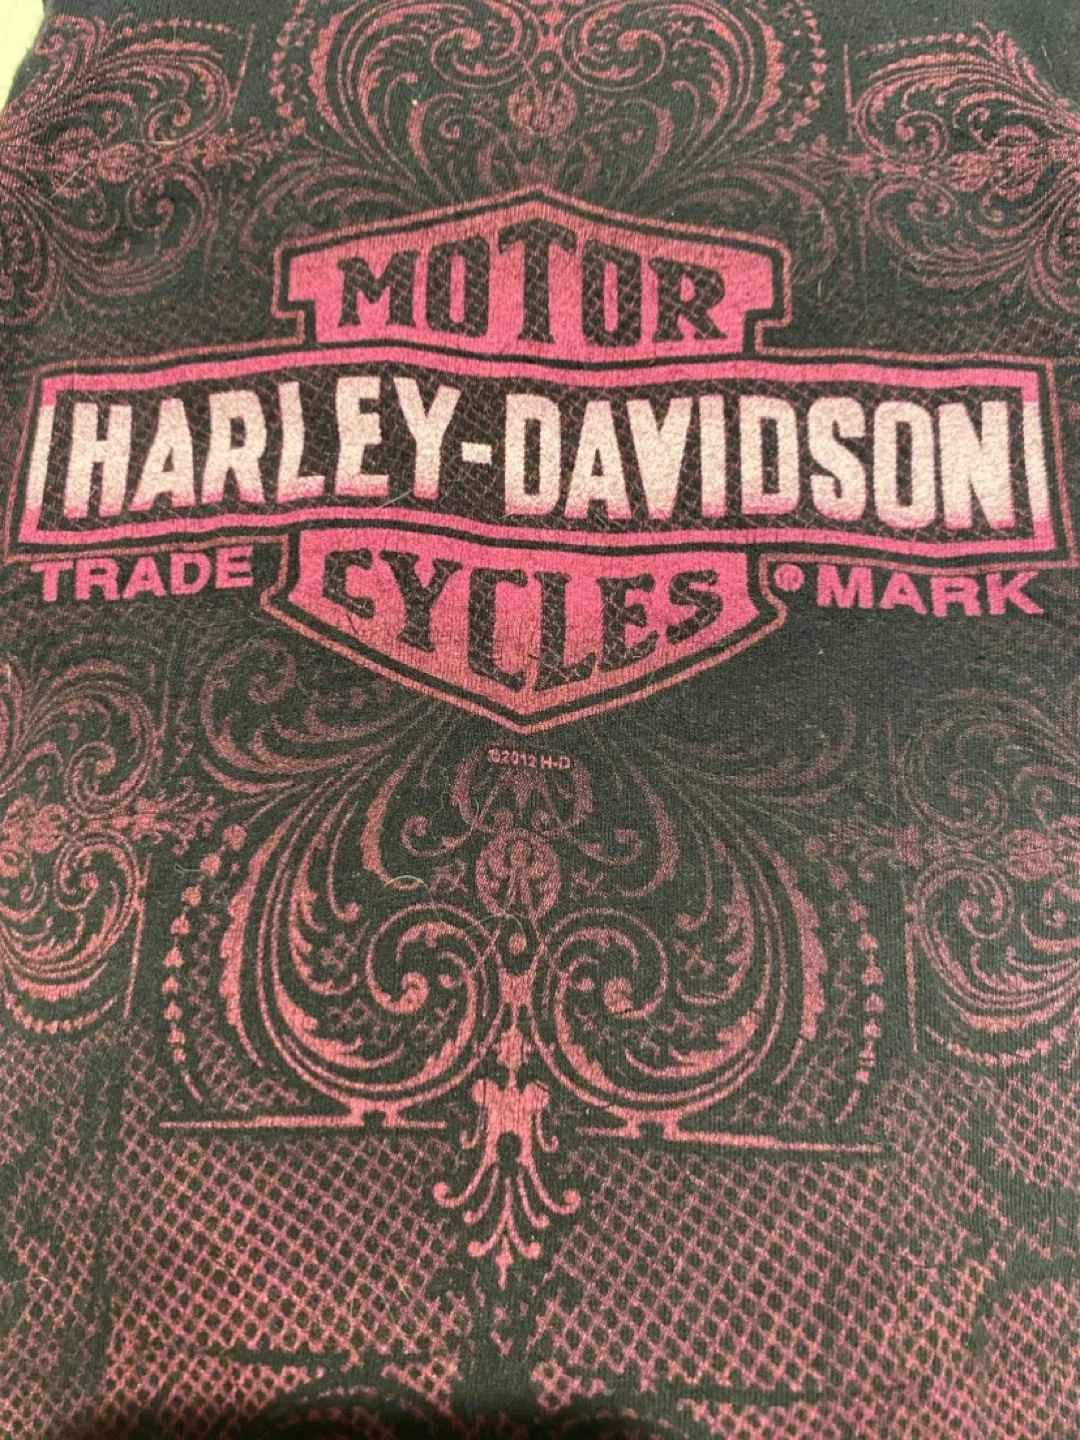 MOTOR
HARLEY-DAVIDSON
TRADE ® MARK
CYCLES
©2012 H-D